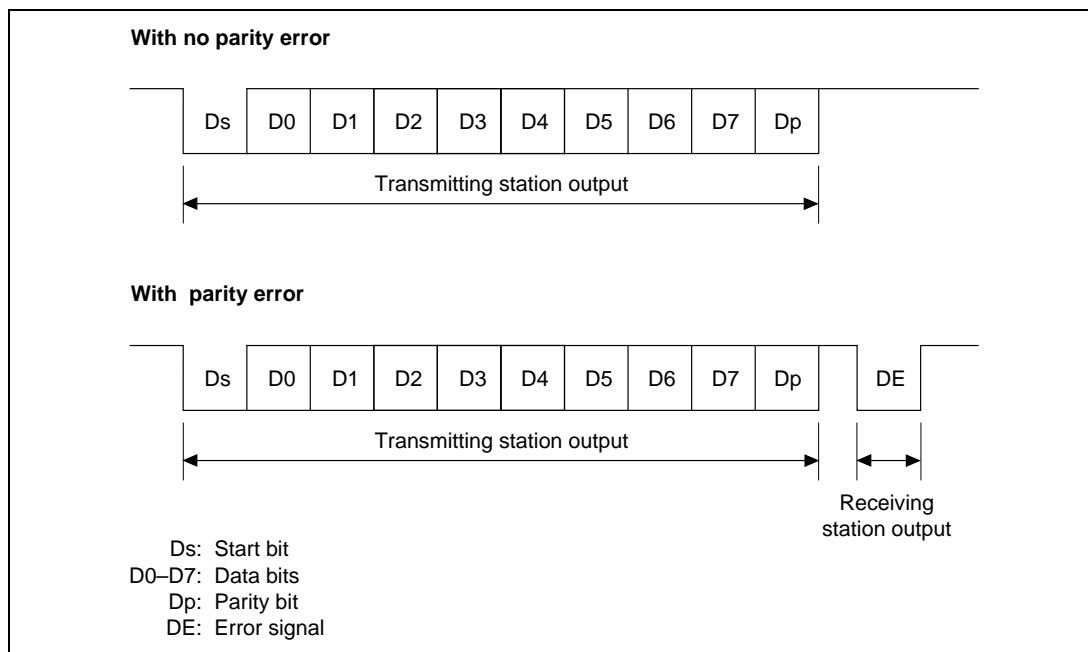 With no parity error
Ds D0 D1 D2 D3 D4 D5 D6 D7 Dp
Transmitting station output
With parity error
Ds D0 D1 D2 D3 D4 D5 D6 D7 Dp DE
Transmitting station output
Receiving
station output
Ds: Start bit
D0–D7: Data bits
Dp: Parity bit
DE: Error signal